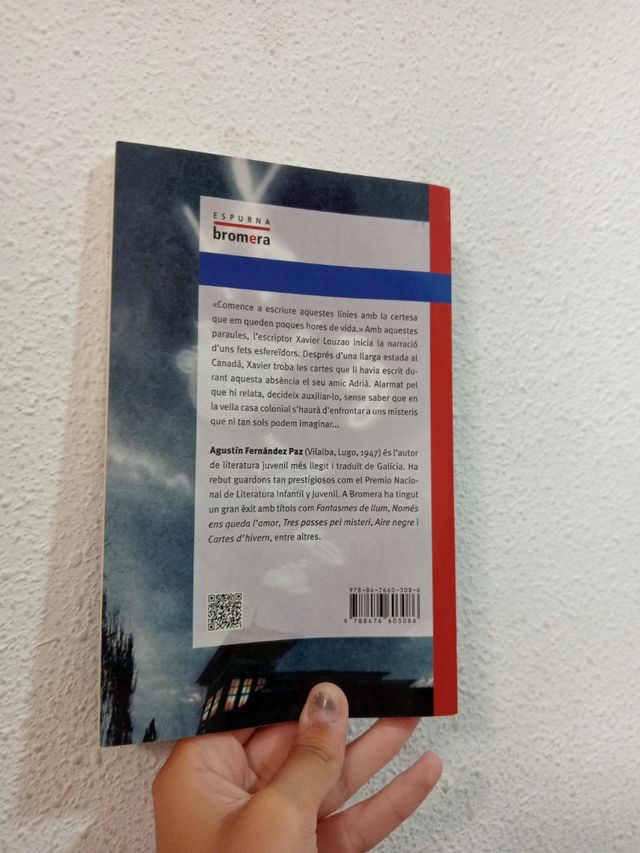 ESPURNA
bromera
«Comence a escriure aquestes línies amb la certesa
que em queden poques hores de vida.» Amb aquestes
paraules, l'escriptor Xavier Louzao inicia la narració
d'uns fets esfereïdors. Després d'una llarga estada al
Canadà, Xavier troba les cartes que li havia escrit du-
rant aquesta absència el seu amic Adrià. Alarmat pel
que hi relata, decideix auxiliar-lo, sense saber que en
la vella casa colonial s'haurà d'enfrontar a uns misteris
que ni tan sols podem imaginar...
Agustín Fernández Paz (Vilalba, Lugo, 1947) és l'autor
de literatura juvenil més llegit i traduït de Galícia. Ha
rebut guardons tan prestigiosos com el Premio Nacio-
nal de Literatura Infantil y Juvenil. A Bromera ha tingut
un gran èxit amb títols com Fantasmes de llum, Només
ens queda l'amor, Tres passes pel misteri, Aire negre i
Cartes d'hivern, entre altres.
978-84-7660-308-6
9 788476 603086